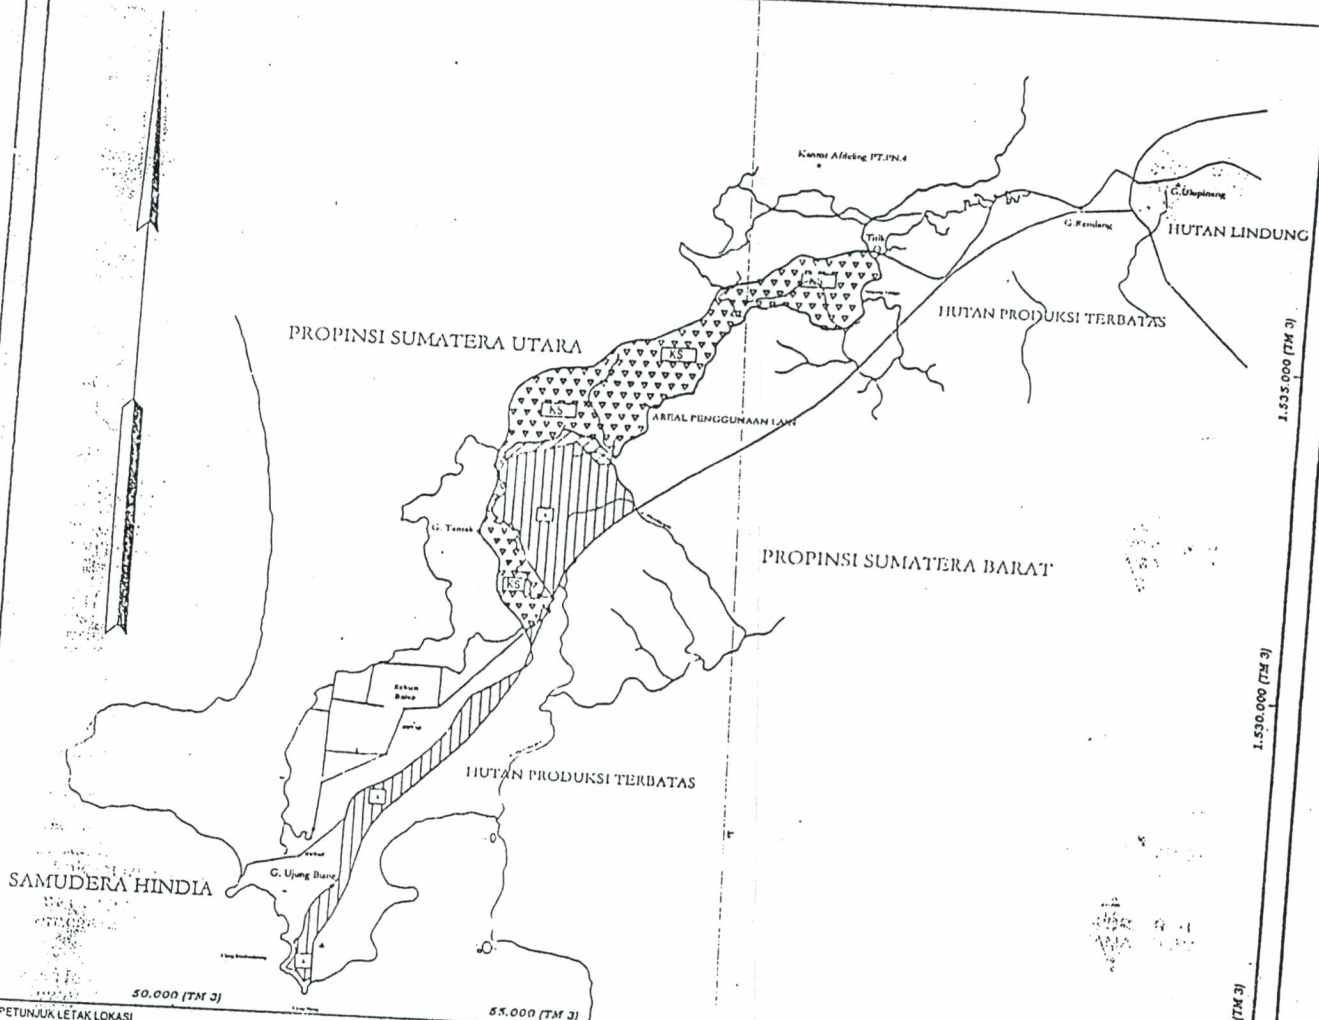 Kantor Afdeling PT.PN.4
G. Ulupinang
G. Rendang
HUTAN LINDUNG
Titik
KS
HUTAN PRODUKSI TERBATAS
PROPINSI SUMATERA UTARA
KS
1.535.000 (TM 3)
KS
AREAL PENGGUNAAN LAIN
G. Tamak
PROPINSI SUMATERA BARAT
KS
1.530.000 (TM 3)
HUTAN PRODUKSI TERBATAS
G. Ujung
SAMUDERA HINDIA
50.000 (TM 3)
55.000 (TM 3)
(TM 3)
PETUNJUK LETAK LOKASI